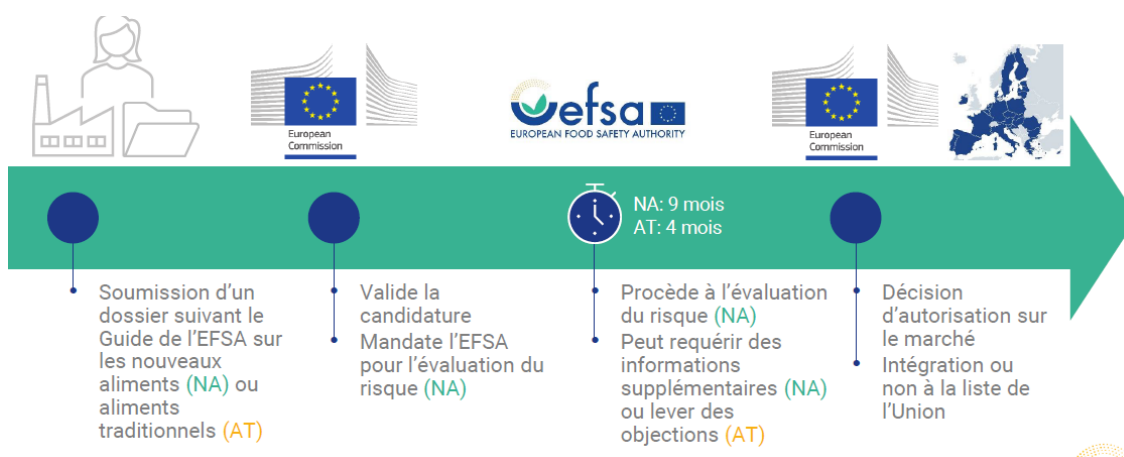 European
Commission
efsa
EUROPEAN FOOD SAFETY AUTHORITY
European
Commission
NA: 9 mois
AT: 4 mois
• Soumission d’un
dossier suivant le
Guide de l’EFSA sur
les nouveaux
aliments (NA) ou
aliments
traditionnels (AT)
• Valide la
candidature
• Mandate l’EFSA
pour l’évaluation du
risque (NA)
• Procède à l’évaluation
du risque (NA)
• Peut requérir des
informations
supplémentaires (NA)
ou lever des
objections (AT)
• Décision
d’autorisation sur
le marché
• Intégration ou
non à la liste de
l’Union